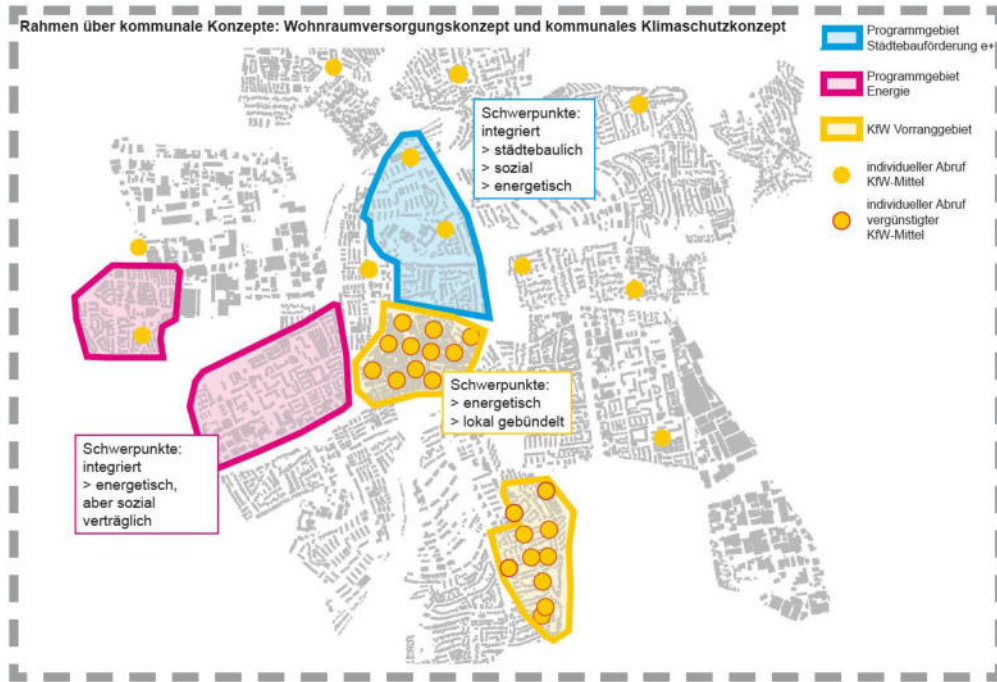 Rahmen über kommunale Konzepte: Wohnraumversorgungskonzept und kommunales Klimaschutzkonzept
Programmgebiet
Städtebauförderung e+
Programmgebiet
Energie
KfW Vorranggebiet
individueller Abruf
KfW-Mittel
individueller Abruf
vergünstigter
KfW-Mittel
Schwerpunkte:
integriert
> städtebaulich
> sozial
> energetisch
Schwerpunkte:
> energetisch
> lokal gebündelt
Schwerpunkte:
integriert
> energetisch,
aber sozial
verträglich